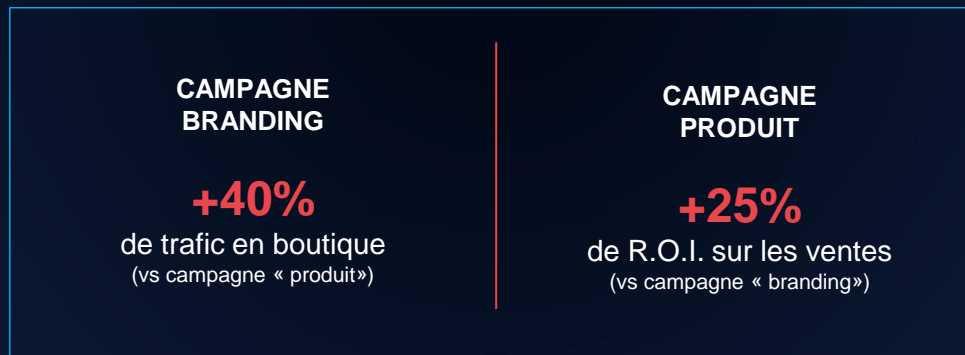 CAMPAGNE
BRANDING
+40%
de trafic en boutique
(vs campagne « produit»)
CAMPAGNE
PRODUIT
+25%
de R.O.I. sur les ventes
(vs campagne « branding»)